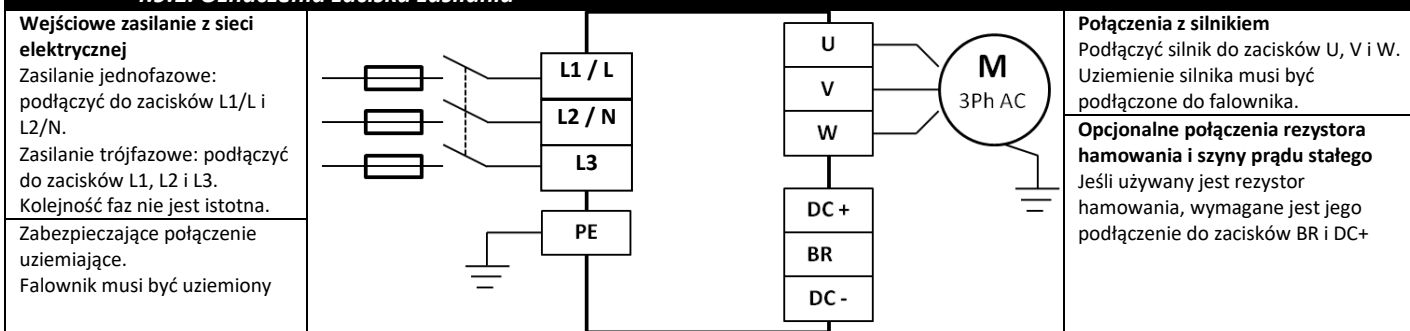 Wejściowe zasilanie z sieci
elektrycznej
Zasilanie jednofazowe:
podłączyć do zacisków L1/L i
L2/N.
Zasilanie trójfazowe: podłączyć
do zacisków L1, L2 i L3.
Kolejność faz nie jest istotna.
Zabezpieczające połączenie
uziemiające.
Falownik musi być uziemiony
L1 / L
L2 / N
L3
PE
U
V
W
DC +
BR
DC -
M
3Ph AC
Połączenia z silnikiem
Podłączyć silnik do zacisków U, V i W.
Uziemienie silnika musi być
podłączone do falownika.
Opcjonalne połączenia rezystora
hamowania i szyny prądu stałego
Jeśli używany jest rezystor
hamowania, wymagane jest jego
podłączenie do zacisków BR i DC+